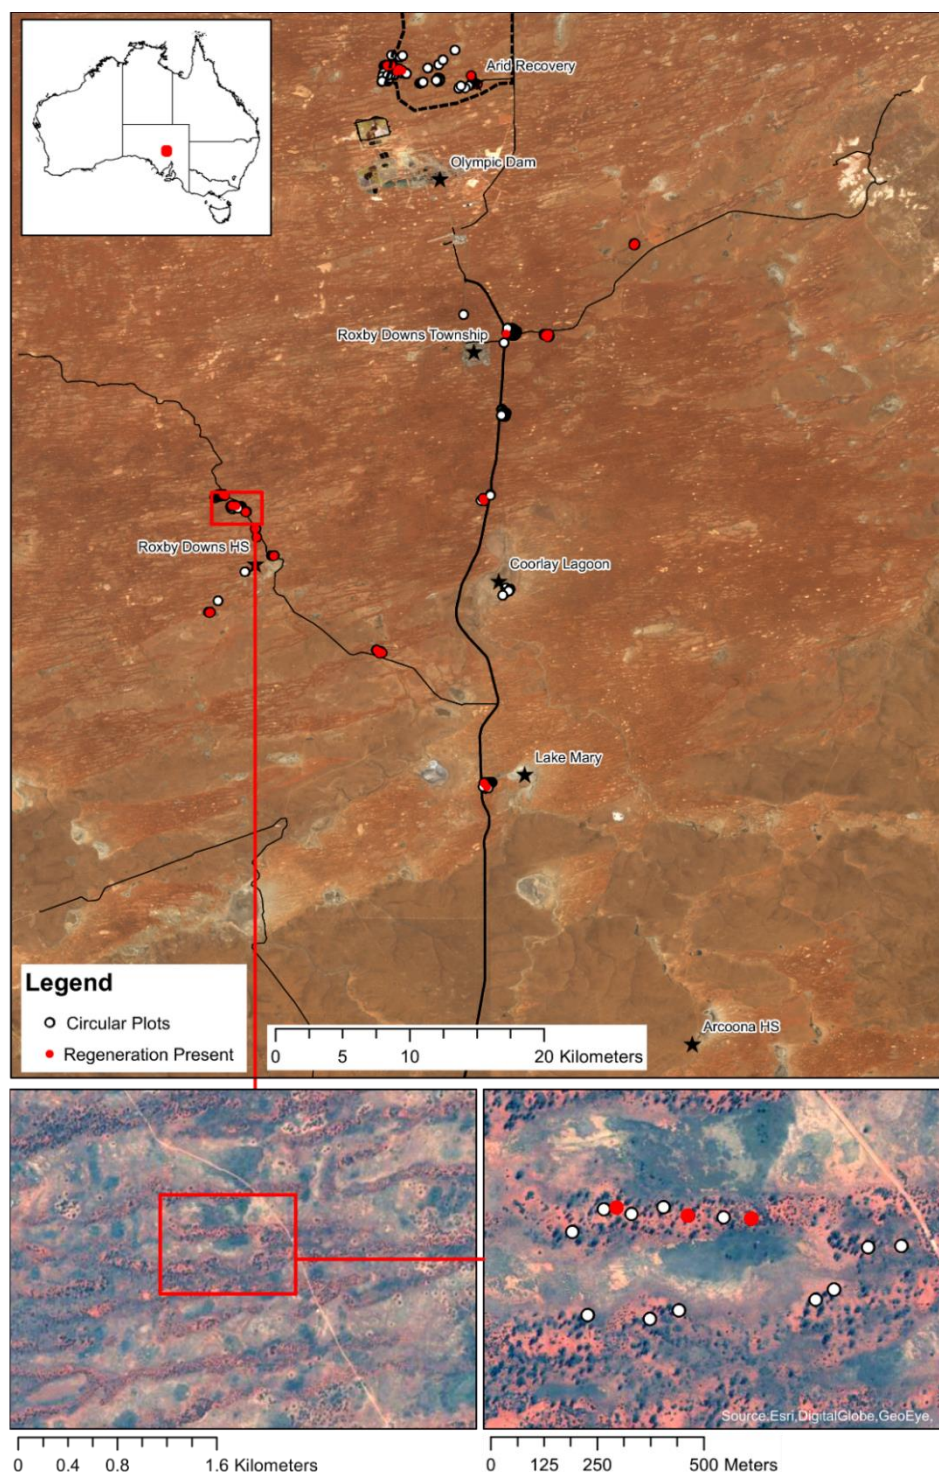 Arid Recovery
Olympic Dam
Roxby Downs Township
Roxby Downs HS
Coorlay Lagoon
Lake Mary
Legend
Circular Plots
Regeneration Present
0 5 10 20 Kilometers
Arcoona HS
Source,Esri,DigitalGlobe,GeoEye,
0 0.4 0.8 1.6 Kilometers
0 125 250 500 Meters